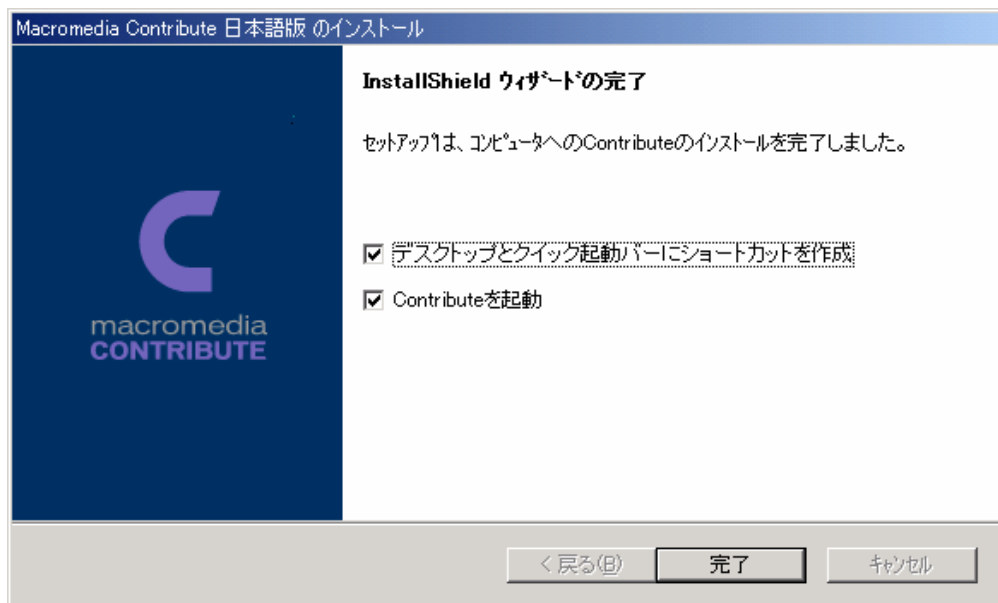 Macromedia Contribute 日本語版 のインストール
InstallShield ウィザードの完了
セットアップは、コンピュータへのContributeのインストールを完了しました。
デスクトップとクイック起動バーにショートカットを作成
Contributeを起動
macromedia
CONTRIBUTE
< 戻る(B)
完了
キャンセル